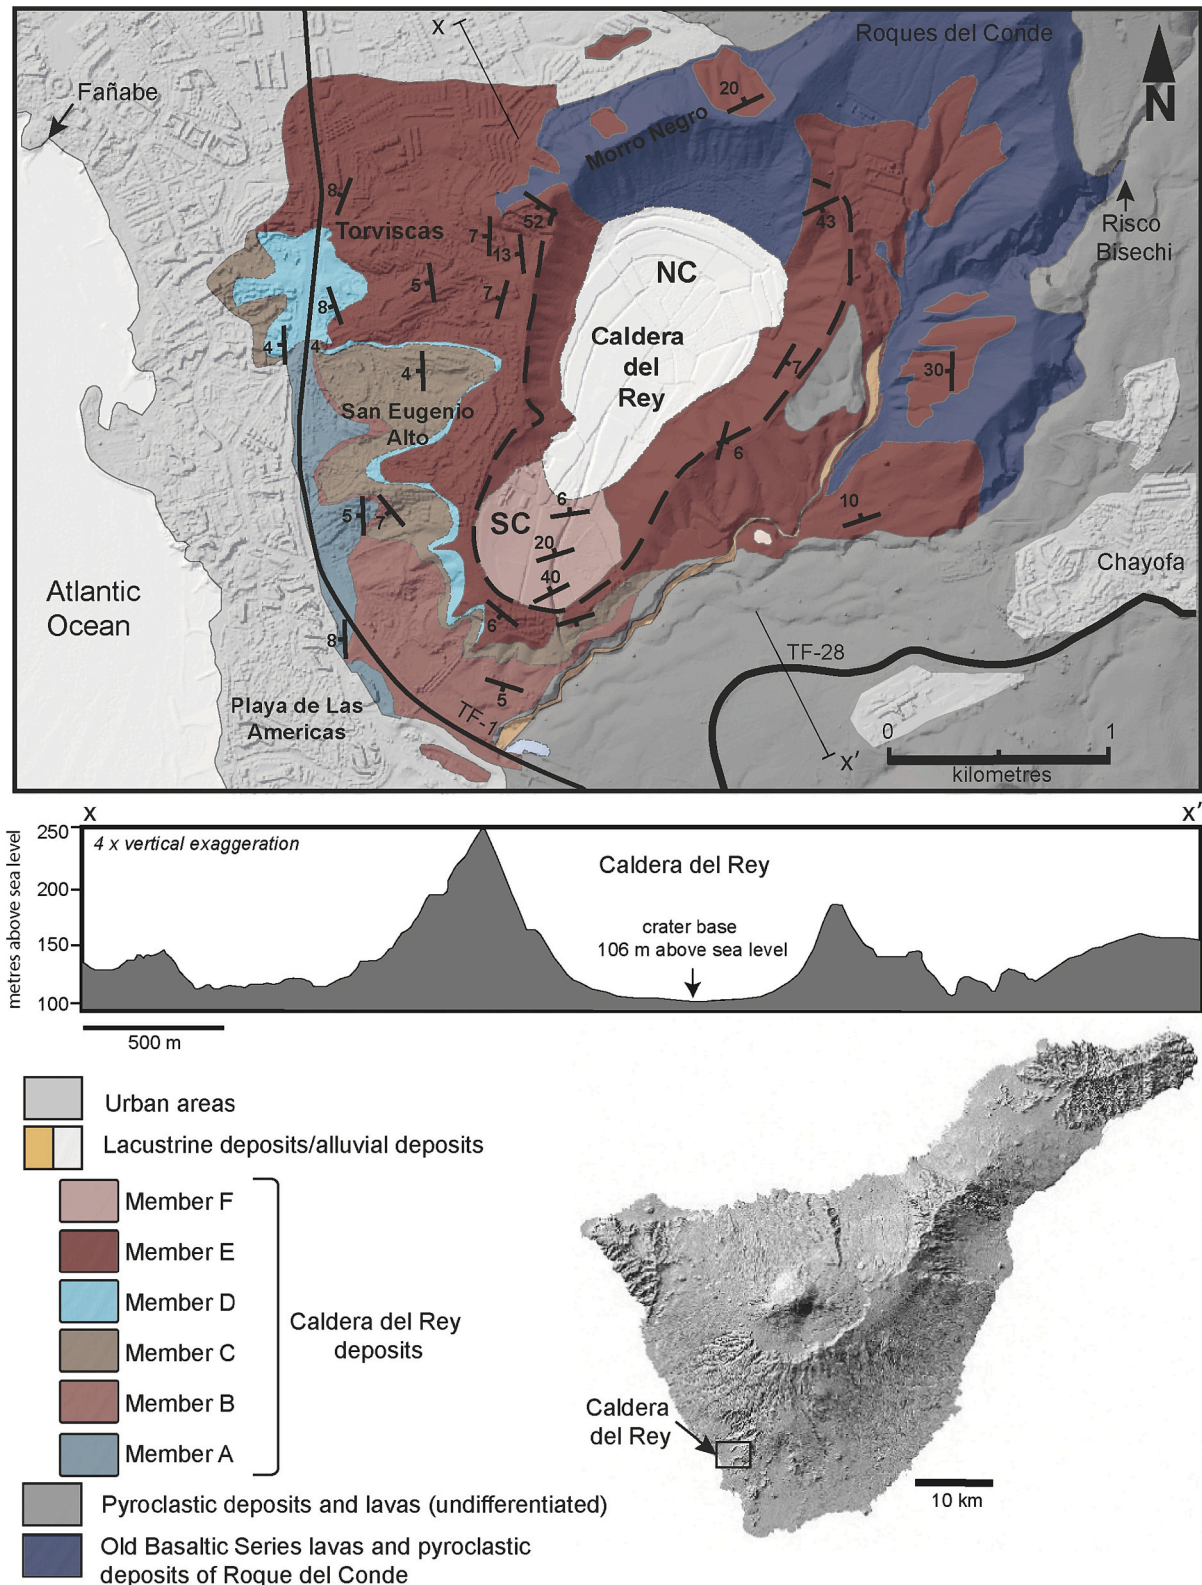 X
Roques del Conde
Fañabe
N
20
Morro Negro
8
52
43
Risco
Bisechi
Torviscas
7
13
NC
5
7
8
Caldera
del
Rey
4
4
4
7
30
San Eugenio
Alto
6
5
7
6
SC
10
20
40
Chayofa
Atlantic
Ocean
6
8
TF-28
5
Playa de Las
Americas
TF-1
0
1
X'
kilometres
X
X'
metres above sea level
250
200
150
100
4 x vertical exaggeration
Caldera del Rey
crater base
106 m above sea level
500 m
Urban areas
Lacustrine deposits/alluvial deposits
Member F
Member E
Member D
Member C
Member B
Member A
Caldera del Rey
deposits
Pyroclastic deposits and lavas (undifferentiated)
Old Basaltic Series lavas and pyroclastic
deposits of Roque del Conde
Caldera
del Rey
10 km